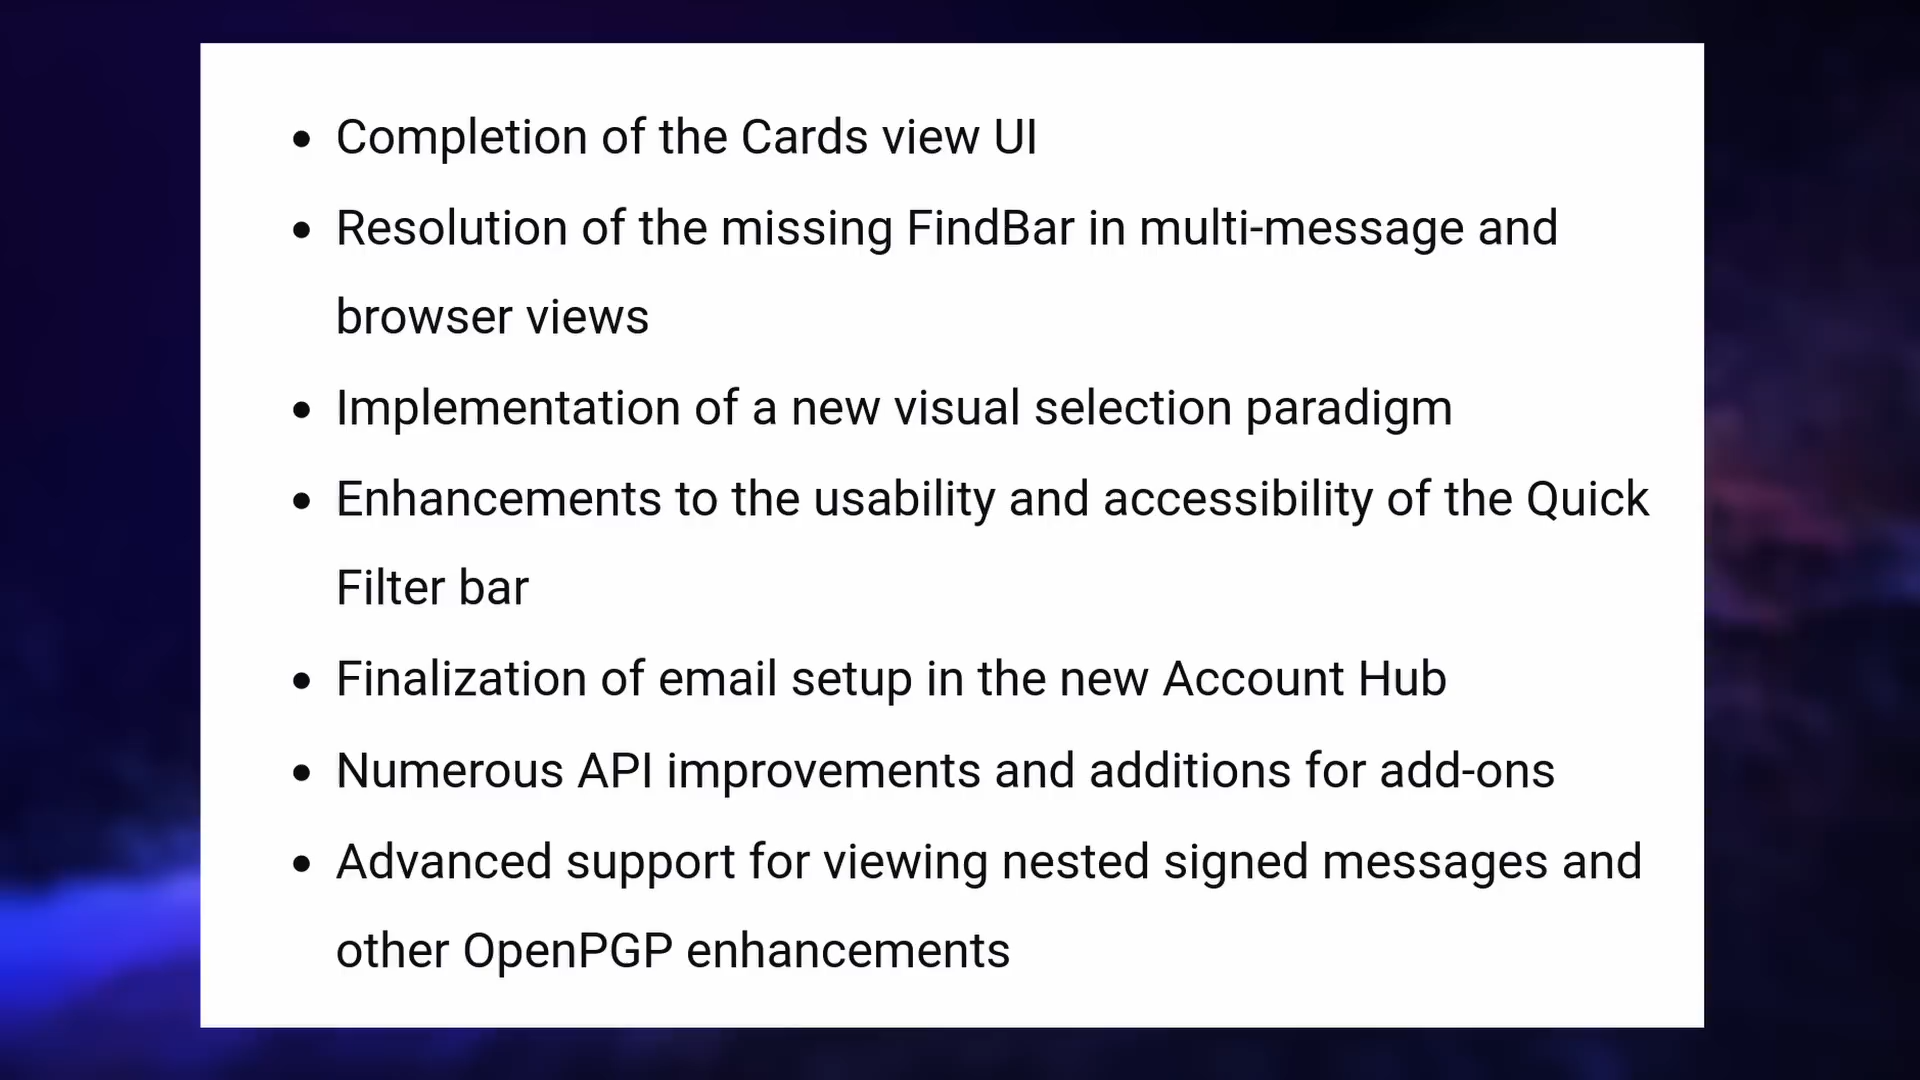 • Completion of the Cards view UI
• Resolution of the missing FindBar in multi-message and
browser views
• Implementation of a new visual selection paradigm
• Enhancements to the usability and accessibility of the Quick
Filter bar
• Finalization of email setup in the new Account Hub
• Numerous API improvements and additions for add-ons
• Advanced support for viewing nested signed messages and
other OpenPGP enhancements